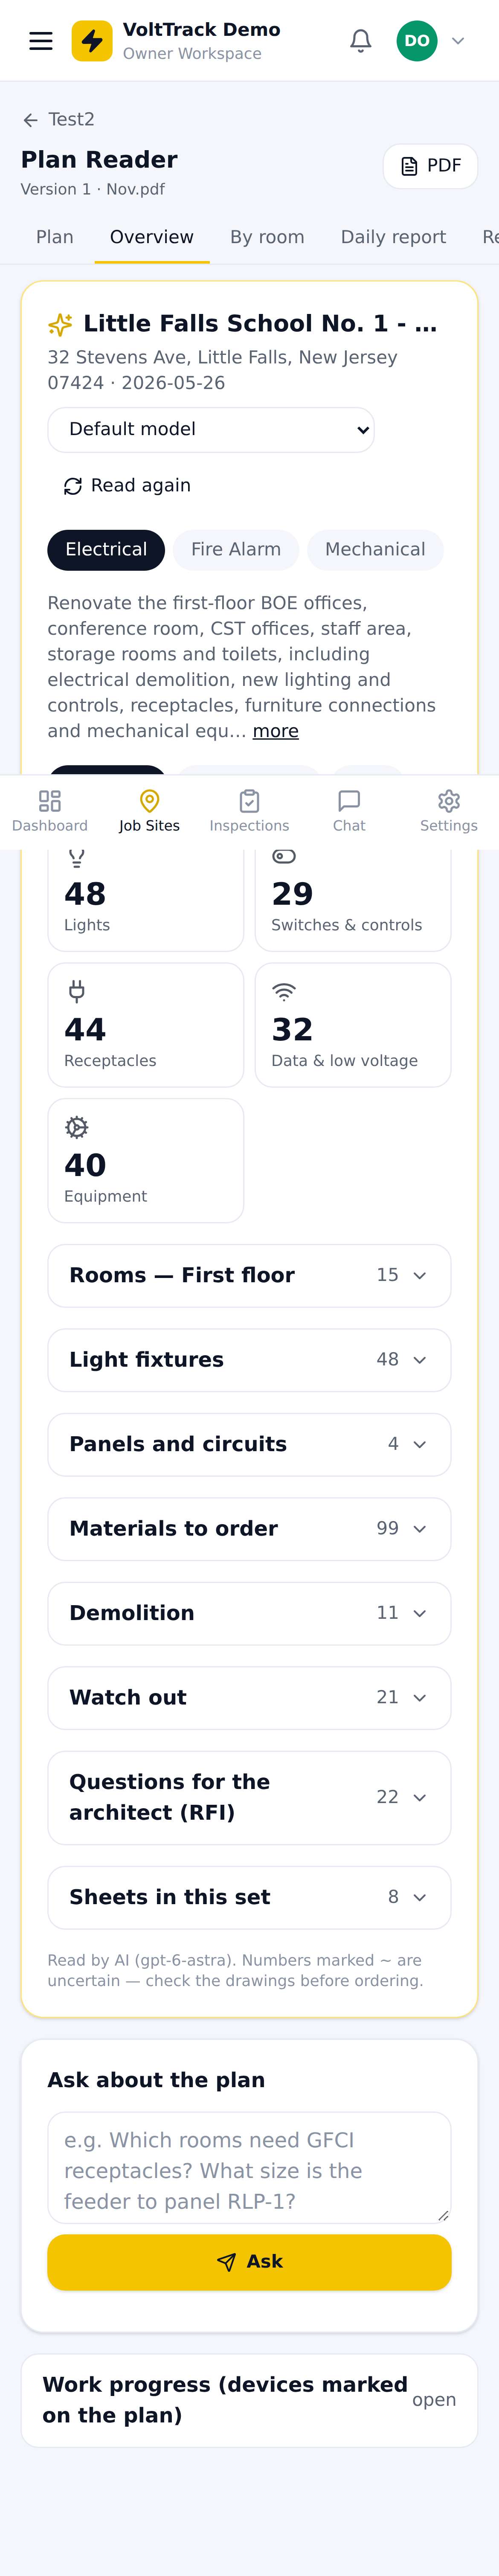 VoltTrack Demo
Owner Workspace
DO
Test2
Plan Reader
Version 1 · Nov.pdf
PDF
Plan
Overview
By room
Daily report
Re
Little Falls School No. 1 - ...
32 Stevens Ave, Little Falls, New Jersey
07424 · 2026-05-26
Default model
Read again
Electrical
Fire Alarm
Mechanical
Renovate the first-floor BOE offices,
conference room, CST offices, staff area,
storage rooms and toilets, including
electrical demolition, new lighting and
controls, receptacles, furniture connections
and mechanical equ... more
Dashboard
Job Sites
Inspections
Chat
Settings
48
Lights
29
Switches & controls
44
Receptacles
32
Data & low voltage
40
Equipment
Rooms — First floor 15
Light fixtures 48
Panels and circuits 4
Materials to order 99
Demolition 11
Watch out 21
Questions for the
architect (RFI) 22
Sheets in this set 8
Read by AI (gpt-6-astra). Numbers marked ~ are
uncertain — check the drawings before ordering.
Ask about the plan
e.g. Which rooms need GFCI
receptacles? What size is the
feeder to panel RLP-1?
Ask
Work progress (devices marked
on the plan)
open